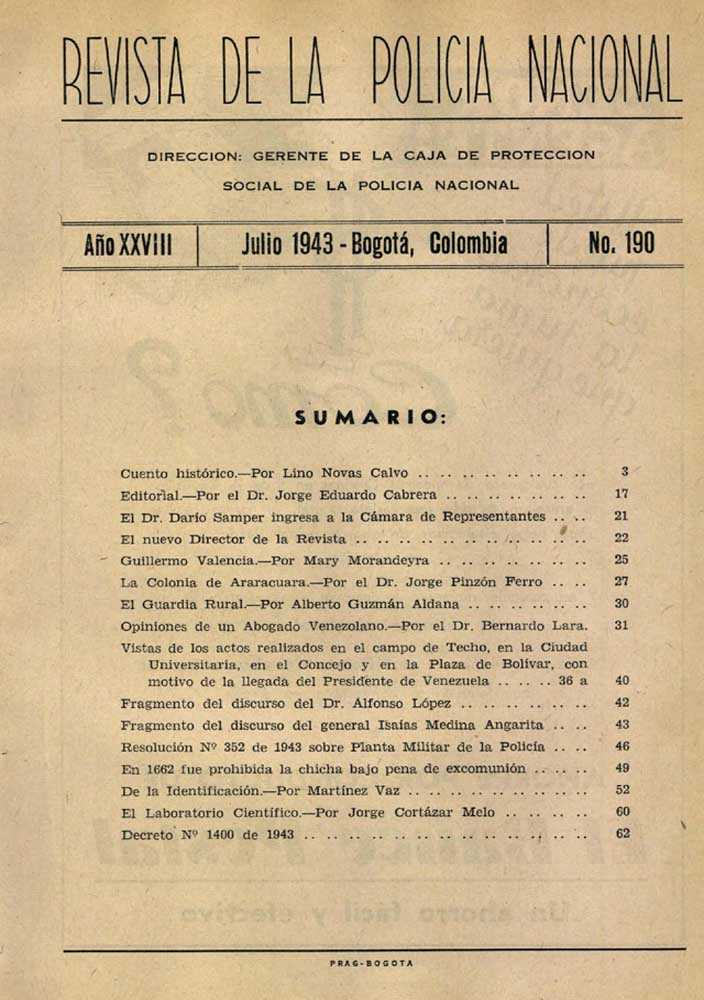 REVISTA DE LA POLICIA NACIONAL
DIRECCION: GERENTE DE LA CAJA DE PROTECCION
SOCIAL DE LA POLICIA NACIONAL
Año XXVIII Julio 1943 - Bogotá, Colombia No. 190
SUMARIO:
Cuento histórico.—Por Lino Novas Calvo .. .. .. .. .. .. .. .. .. 3
Editorial.—Por el Dr. Jorge Eduardo Cabrera .. .. .. .. .. .. .. 17
El Dr. Darío Samper ingresa a la Cámara de Representantes .. .. 21
El nuevo Director de la Revista .. .. .. .. .. .. .. .. .. .. .. 22
Guillermo Valencia.—Por Mary Morandeyra .. .. .. .. .. .. .. .. 25
La Colonia de Araracuara.—Por el Dr. Jorge Pinzón Ferro .. .. 27
El Guardia Rural.—Por Alberto Guzmán Aldana .. .. .. .. .. .. 30
Opiniones de un Abogado Venezolano.—Por el Dr. Bernardo Lara. 31
Vistas de los actos realizados en el campo de Techo, en la Ciudad
Universitaria, en el Concejo y en la Plaza de Bolívar, con
motivo de la llegada del Presidente de Venezuela .. .. .. 36 a 40
Fragmento del discurso del Dr. Alfonso López .. .. .. .. .. .. 42
Fragmento del discurso del general Isaías Medina Angarita .. .. 43
Resolución Nº 352 de 1943 sobre Planta Militar de la Policía .. .. 46
En 1662 fue prohibida la chicha bajo pena de excomunión .. .. .. 49
De la Identificación.—Por Martínez Vaz .. .. .. .. .. .. .. .. 52
El Laboratorio Científico.—Por Jorge Cortázar Melo .. .. .. .. 60
Decreto Nº 1400 de 1943 .. .. .. .. .. .. .. .. .. .. .. .. .. 62
PRAG-BOGOTA